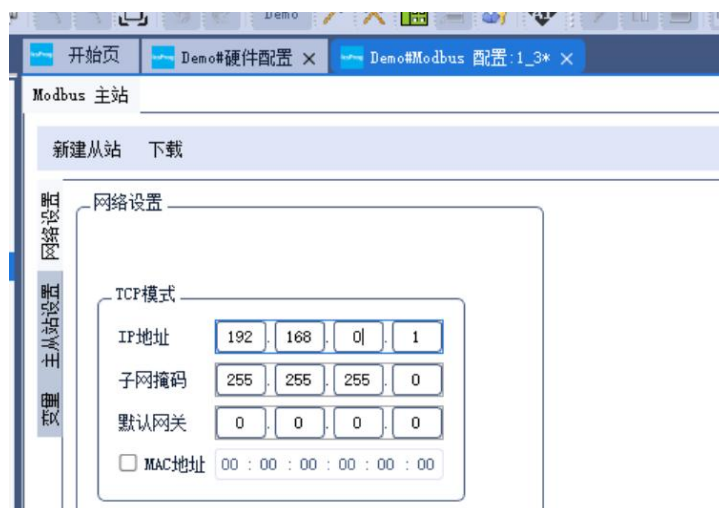 Demo
开始页 Demo#硬件配置 × Demo#Modbus 配置:1_3* ×
Modbus 主站
新建从站 下载
网络设置
主从站设置
数量
网络设置
TCP模式
IP地址 192 . 168 . 0 . 1
子网掩码 255 . 255 . 255 . 0
默认网关 0 . 0 . 0 . 0
MAC地址 00 : 00 : 00 : 00 : 00 : 00